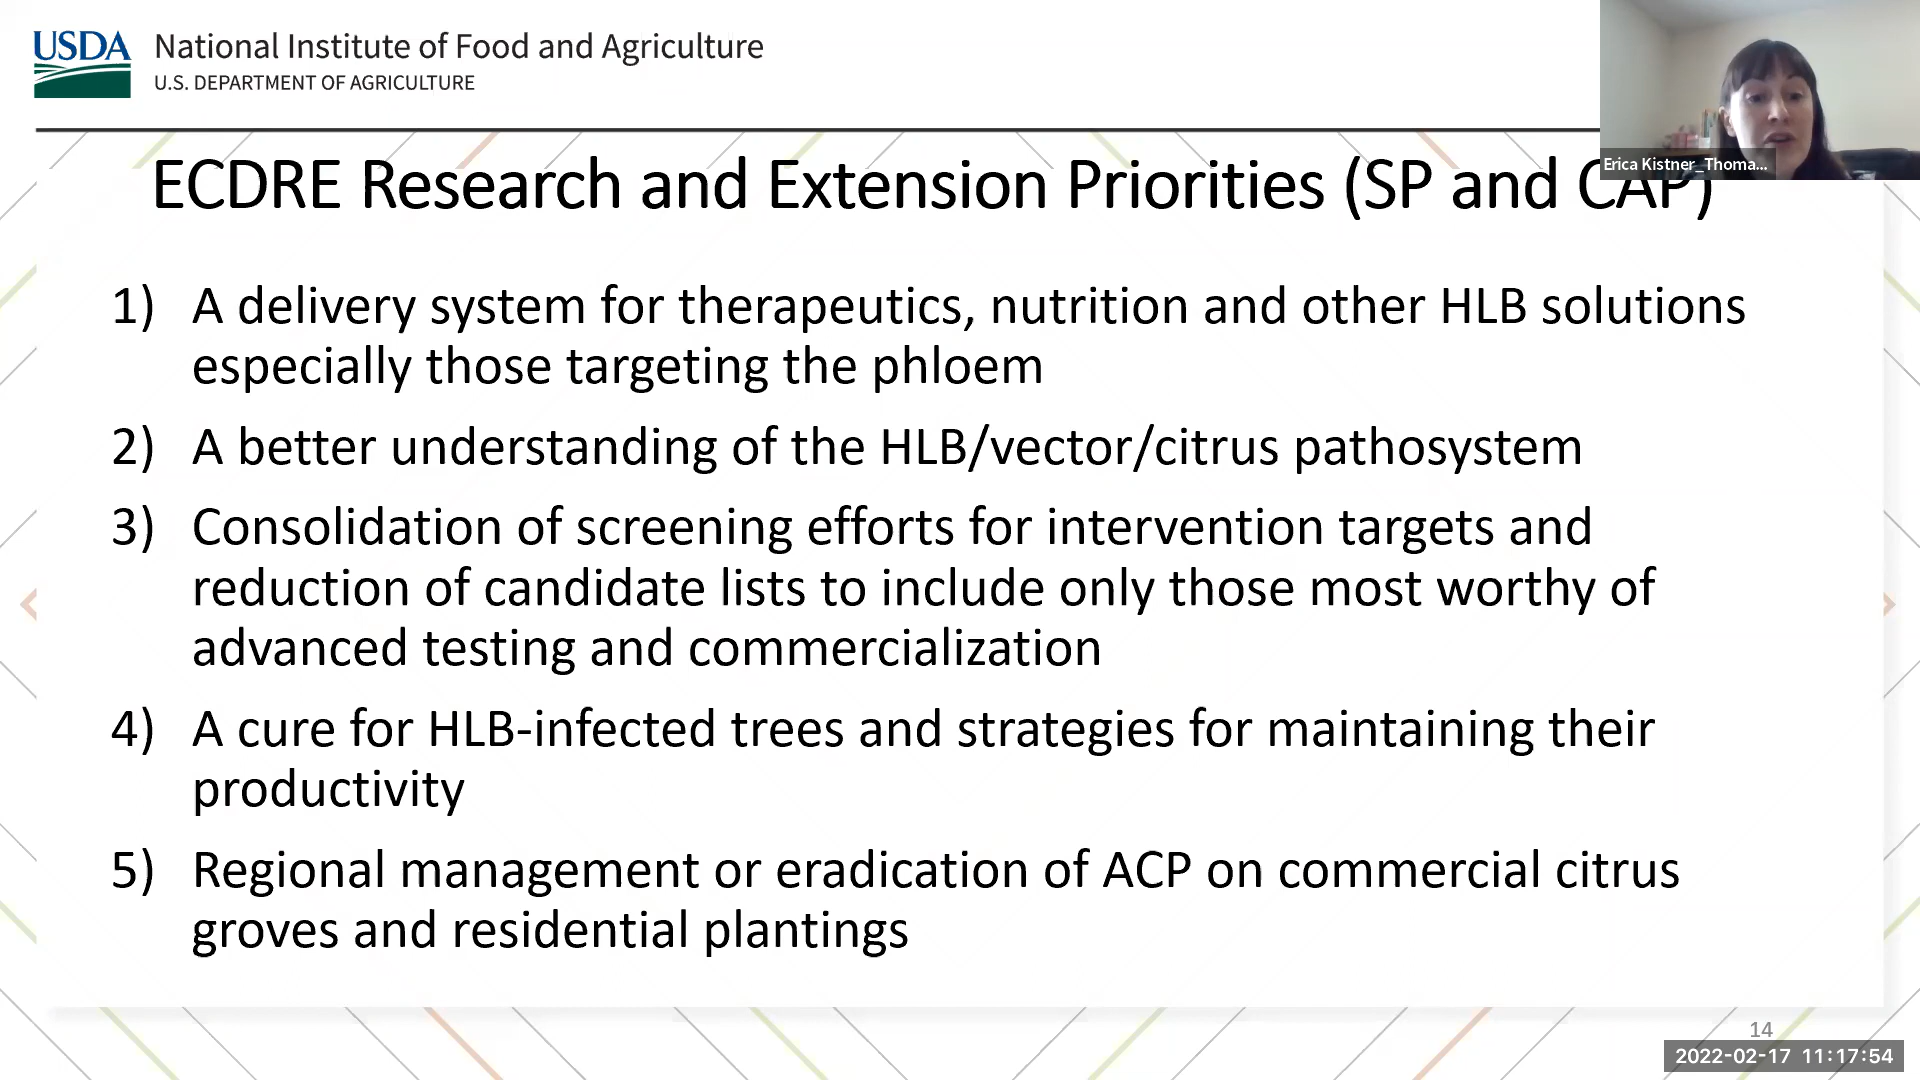 USDA National Institute of Food and Agriculture
U.S. DEPARTMENT OF AGRICULTURE
Erica Kistner_Thoma...
ECDRE Research and Extension Priorities (SP and CAP)
1) A delivery system for therapeutics, nutrition and other HLB solutions
especially those targeting the phloem
2) A better understanding of the HLB/vector/citrus pathosystem
3) Consolidation of screening efforts for intervention targets and
reduction of candidate lists to include only those most worthy of
advanced testing and commercialization
4) A cure for HLB-infected trees and strategies for maintaining their
productivity
5) Regional management or eradication of ACP on commercial citrus
groves and residential plantings
14
2022-02-17 11:17:54